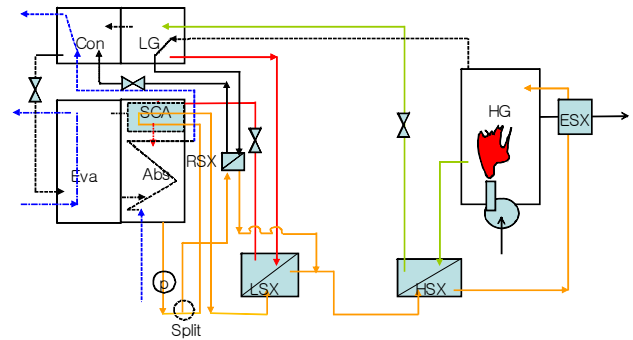 Con
LG
SCA
HG
ESX
Eva
Abs
RSX
p
LSX
HSX
Split